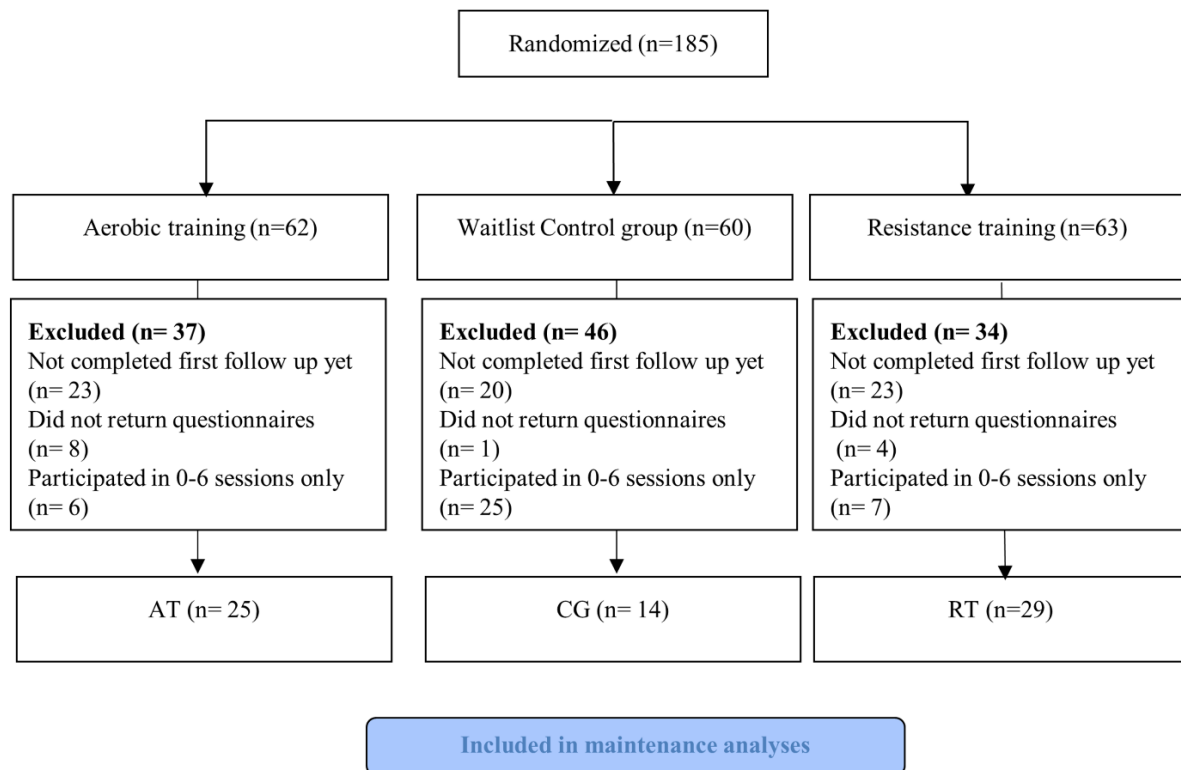 Randomized (n=185)
Aerobic training (n=62)
Waitlist Control group (n=60)
Resistance training (n=63)
Excluded (n= 37)
Not completed first follow up yet
(n= 23)
Did not return questionnaires
(n= 8)
Participated in 0-6 sessions only
(n= 6)
Excluded (n= 46)
Not completed first follow up yet
(n= 20)
Did not return questionnaires
(n= 1)
Participated in 0-6 sessions only
(n= 25)
Excluded (n= 34)
Not completed first follow up yet
(n= 23)
Did not return questionnaires
(n= 4)
Participated in 0-6 sessions only
(n= 7)
AT (n= 25)
CG (n= 14)
RT (n=29)
Included in maintenance analyses